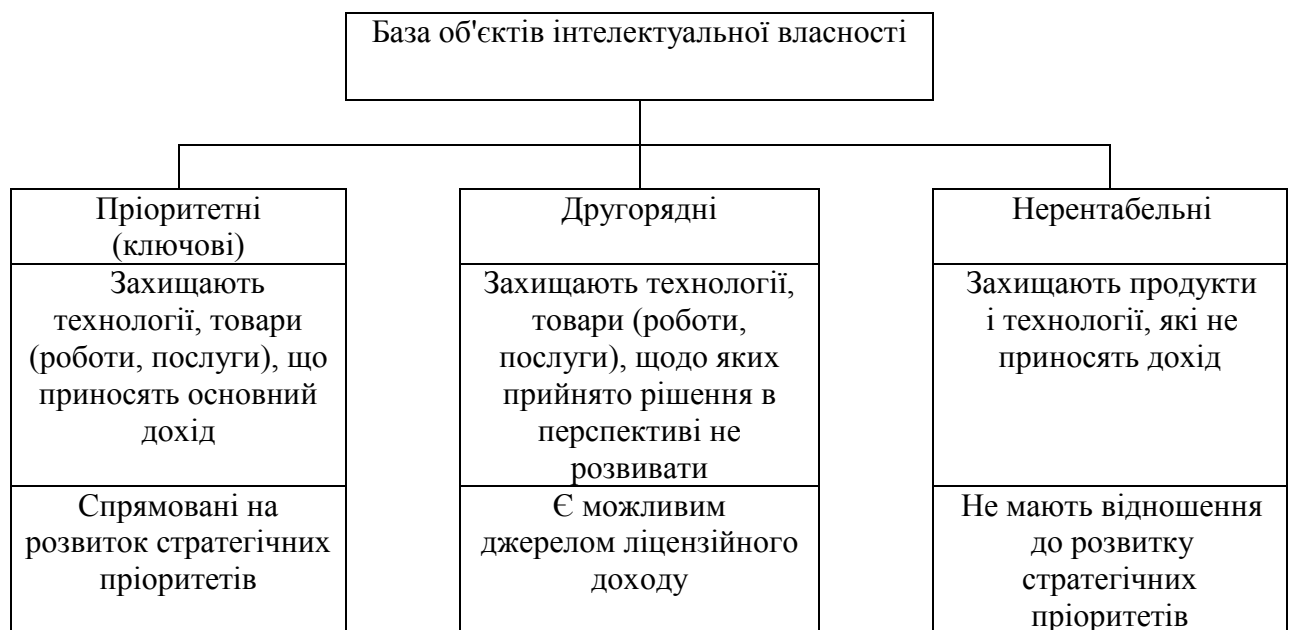 База об'єктів інтелектуальної власності
Пріоритетні
(ключові)
Захищають
технології, товари
(роботи, послуги), що
приносять основний
дохід
Спрямовані на
розвиток стратегічних
пріоритетів
Другорядні
Захищають технології,
товари (роботи,
послуги), щодо яких
прийнято рішення в
перспективі не
розвивати
Є можливим
джерелом ліцензійного
доходу
Нерентабельні
Захищають продукти
і технології, які не
приносять дохід
Не мають відношення
до розвитку
стратегічних
пріоритетів